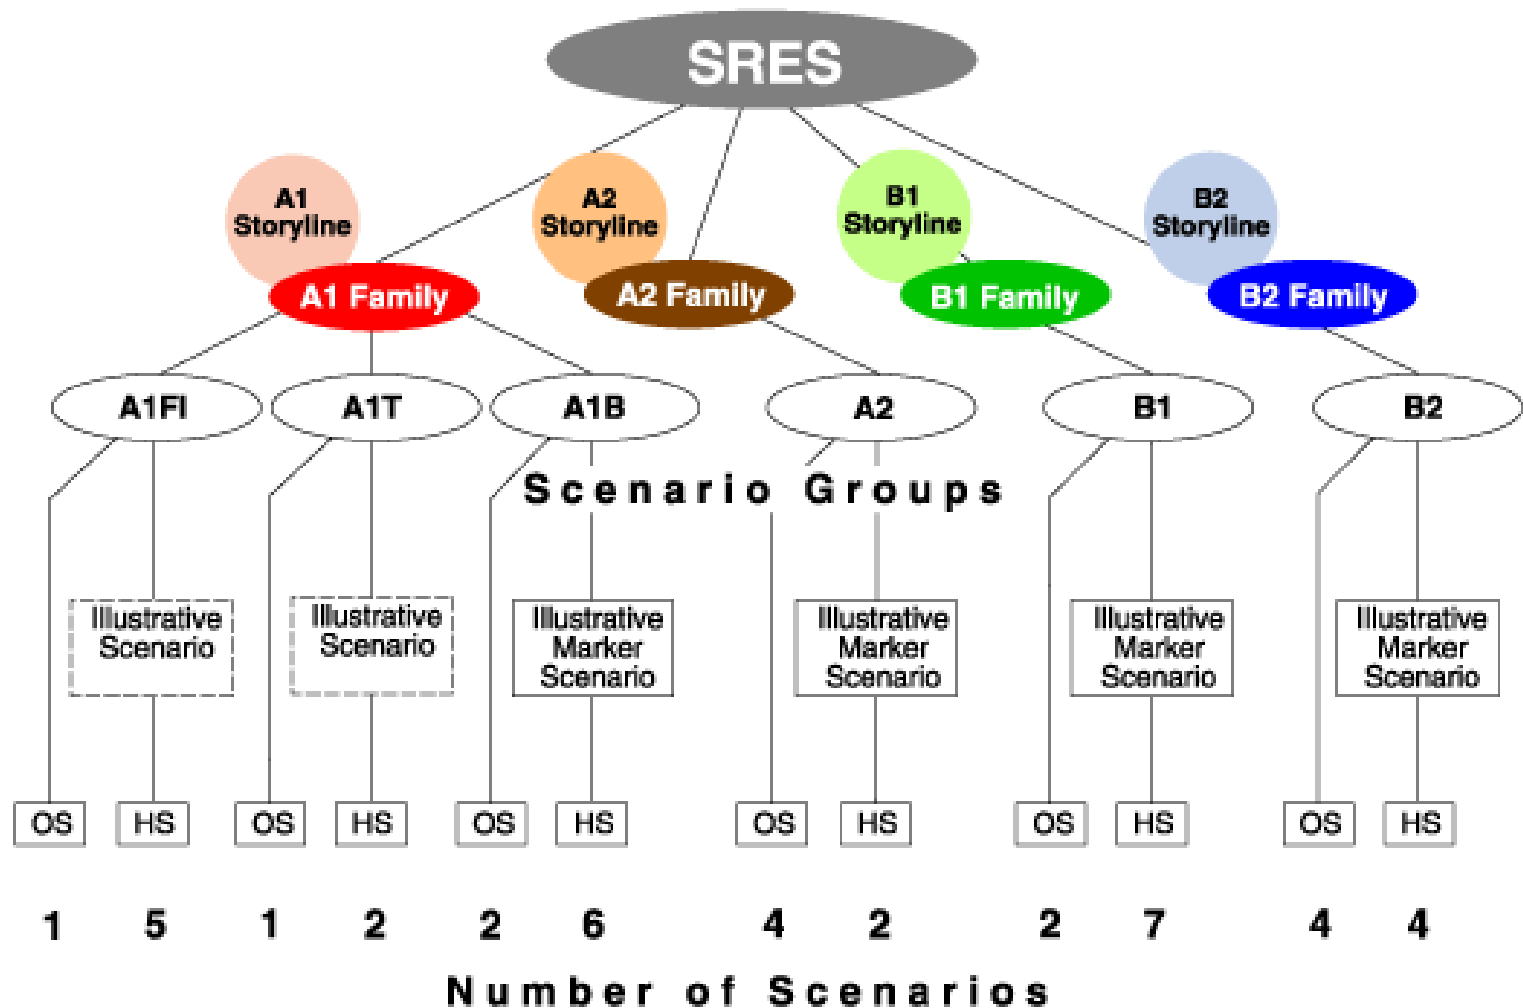 SRES
A1
Storyline
A2
Storyline
B1
Storyline
B2
Storyline
A1 Family
A2 Family
B1 Family
B2 Family
A1FI
A1T
A1B
A2
B1
B2
Scenario Groups
Illustrative
Scenario
Illustrative
Scenario
Illustrative
Marker
Scenario
Illustrative
Marker
Scenario
Illustrative
Marker
Scenario
Illustrative
Marker
Scenario
OS HS OS HS OS HS OS HS OS HS OS HS
1 5 1 2 2 6 4 2 2 7 4 4
Number of Scenarios